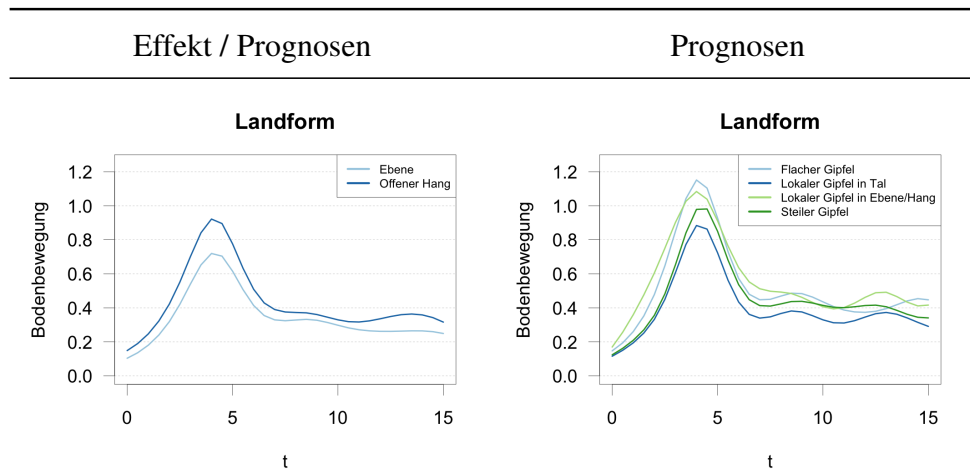 Effekt / Prognosen
Prognosen
Landform
Bodenbewegung
1.2
1.0
0.8
0.6
0.4
0.2
0.0
Ebene
Offener Hang
0
5
10
15
t
Landform
Bodenbewegung
1.2
1.0
0.8
0.6
0.4
0.2
0.0
Flacher Gipfel
Lokaler Gipfel in Tal
Lokaler Gipfel in Ebene/Hang
Steiler Gipfel
0
5
10
15
t